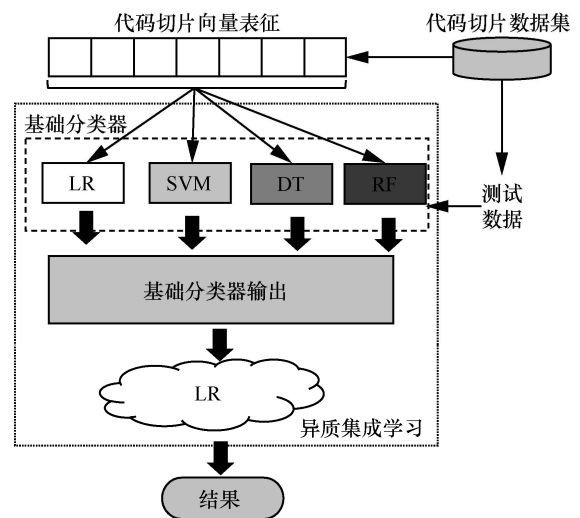 代码切片向量表征
代码切片数据集
基础分类器
LR
SVM
DT
RF
测试
数据
基础分类器输出
LR
异质集成学习
结果